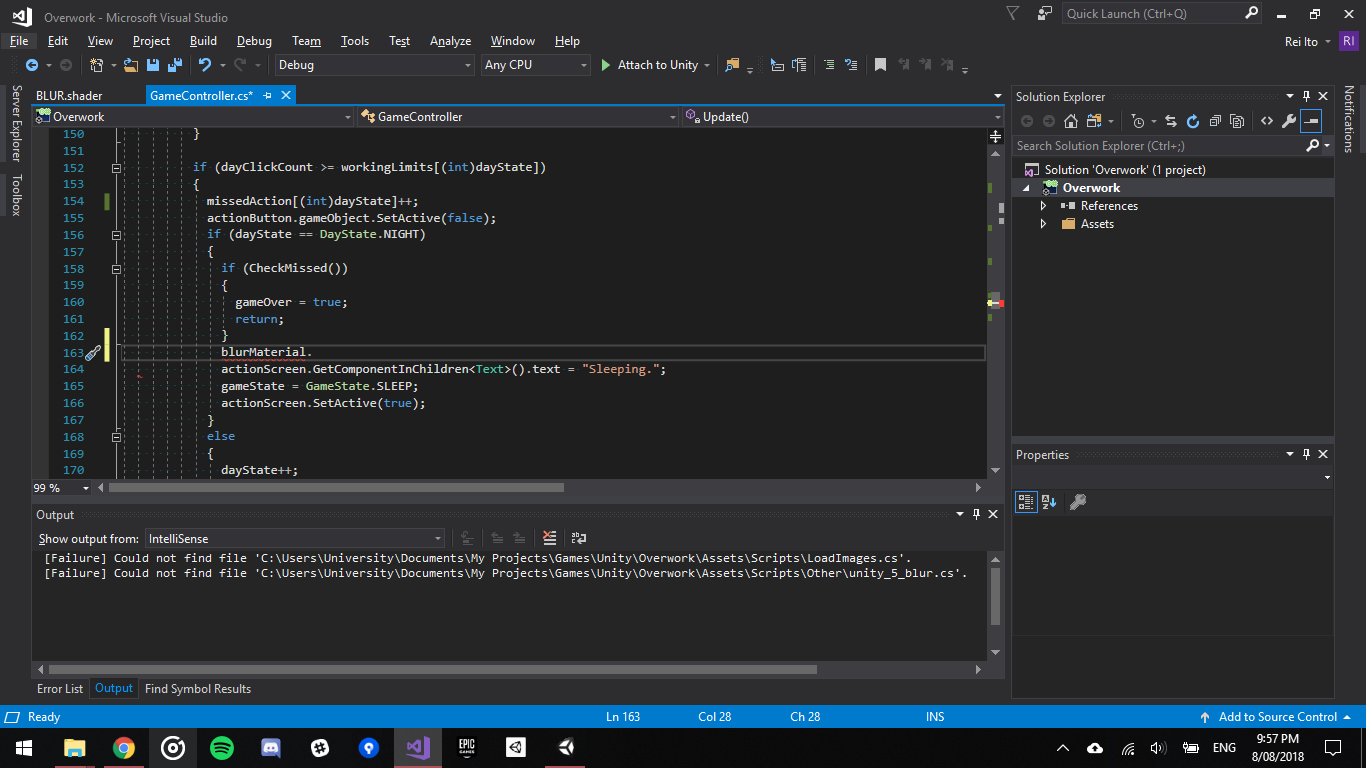 Overwork - Microsoft Visual Studio
Quick Launch (Ctrl+Q)
File Edit View Project Build Debug Team Tools Test Analyze Window Help
Rei Ito RI
Debug Any CPU Attach to Unity
Server Explorer
Toolbox
BLUR.shader GameController.cs*
Overwork GameController Update()
150 }
151
152 if (dayClickCount >= workingLimits[(int)dayState])
153 {
154 missedAction[(int)dayState]++;
155 actionButton.gameObject.SetActive(false);
156 if (dayState == DayState.NIGHT)
157 {
158 if (CheckMissed())
159 {
160 gameOver = true;
161 return;
162 }
163 blurMaterial.
164 actionScreen.GetComponentInChildren<Text>().text = "Sleeping.";
165 gameState = GameState.SLEEP;
166 actionScreen.SetActive(true);
167 }
168 else
169 {
170 dayState++;
99 %
Output
Show output from: IntelliSense
[Failure] Could not find file 'C:\Users\University\Documents\My Projects\Games\Unity\Overwork\Assets\Scripts\LoadImages.cs'.
[Failure] Could not find file 'C:\Users\University\Documents\My Projects\Games\Unity\Overwork\Assets\Scripts\Other\unity_5_blur.cs'.
Error List Output Find Symbol Results
Solution Explorer
Search Solution Explorer (Ctrl+;)
Solution 'Overwork' (1 project)
Overwork
References
Assets
Properties
Notifications
Ready Ln 163 Col 28 Ch 28 INS Add to Source Control
EPIC GAMES
ENG
9:57 PM
8/08/2018